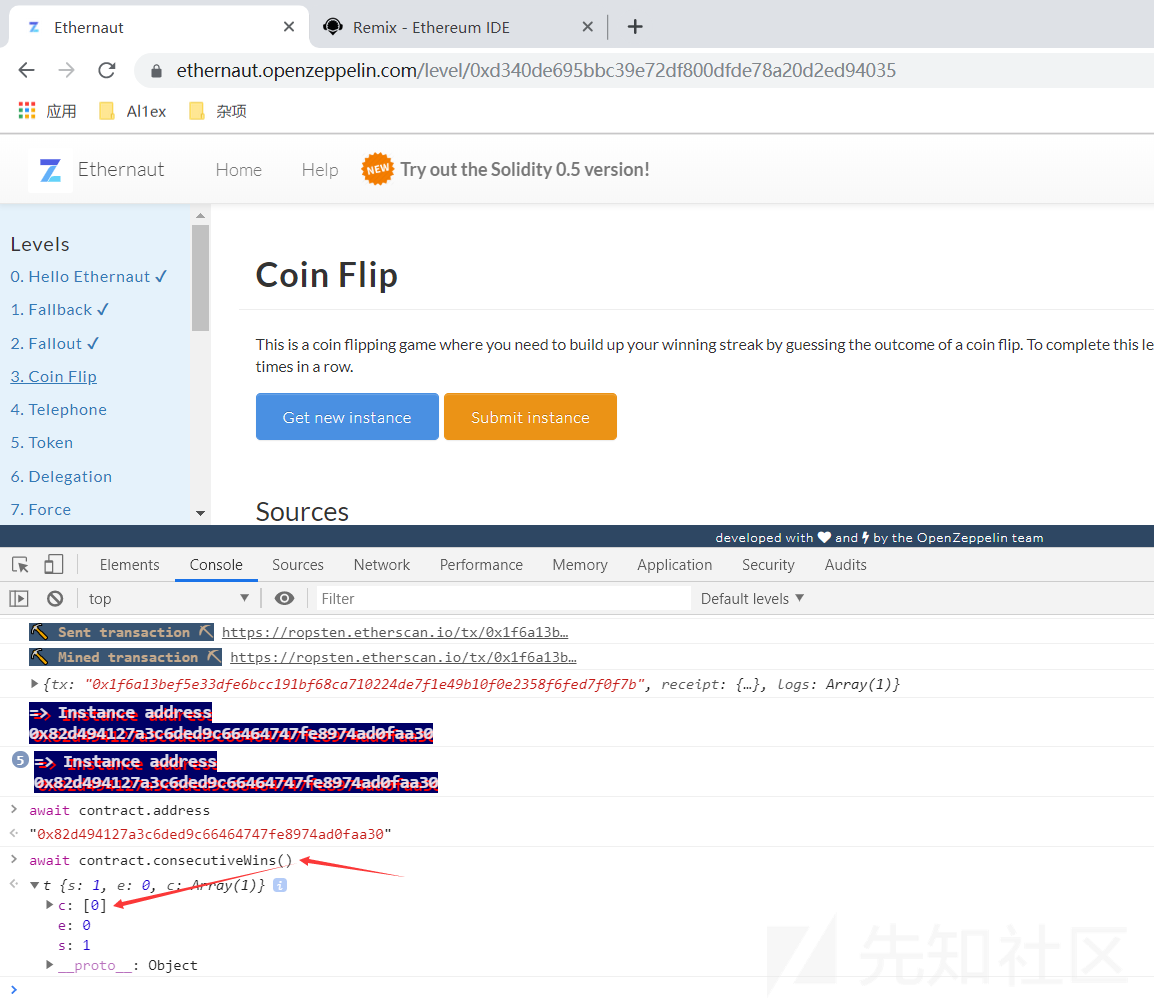 Ethernaut
Remix - Ethereum IDE
ethernaut.openzeppelin.com/level/0xd340de695bbc39e72df800dfde78a20d2ed94035
应用 Al1ex 杂项
Ethernaut Home Help NEW Try out the Solidity 0.5 version!
Levels
0. Hello Ethernaut ✓
1. Fallback ✓
2. Fallout ✓
3. Coin Flip
4. Telephone
5. Token
6. Delegation
7. Force
Coin Flip
This is a coin flipping game where you need to build up your winning streak by guessing the outcome of a coin flip. To complete this le
times in a row.
Get new instance Submit instance
Sources
developed with ♥ and by the OpenZeppelin team
Elements Console Sources Network Performance Memory Application Security Audits
top Filter Default levels ▼
Sent transaction https://ropsten.etherscan.io/tx/0x1f6a13b…
Mined transaction https://ropsten.etherscan.io/tx/0x1f6a13b…
{tx: "0x1f6a13bef5e33dfe6bcc191bf68ca710224de7f1e49b10f0e2358f6fed7f0f7b", receipt: {…}, logs: Array(1)}
=> Instance address
0x82d494127a3c6ded9c66464747fe8974ad0faa30
5 => Instance address
0x82d494127a3c6ded9c66464747fe8974ad0faa30
> await contract.address
"0x82d494127a3c6ded9c66464747fe8974ad0faa30"
> await contract.consecutiveWins()
t {s: 1, e: 0, c: Array(1)} i
c: [0]
e: 0
s: 1
__proto__: Object
>
先知社区